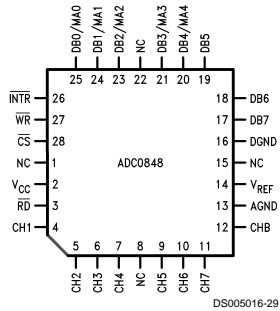 DB0/MA0
DB1/MA1
DB2/MA2
NC
DB3/MA3
DB4/MA4
DB5
25 24 23 22 21 20 19
INTR 26
WR 27
CS 28
NC 1
VCC 2
RD 3
CH1 4
ADC0848
18 DB6
17 DB7
16 DGND
15 NC
14 VREF
13 AGND
12 CH8
5 6 7 8 9 10 11
CH2
CH3
CH4
NC
CH5
CH6
CH7
DS005016-29